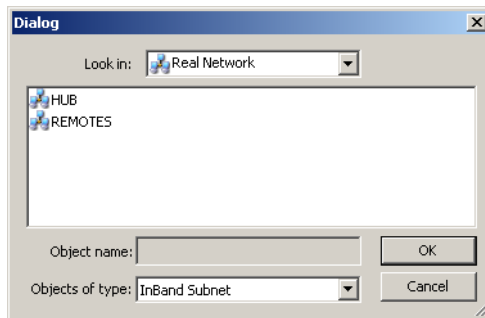 Dialog
Look in: Real Network
HUB
REMOTES
Object name:
OK
Objects of type: InBand Subnet
Cancel